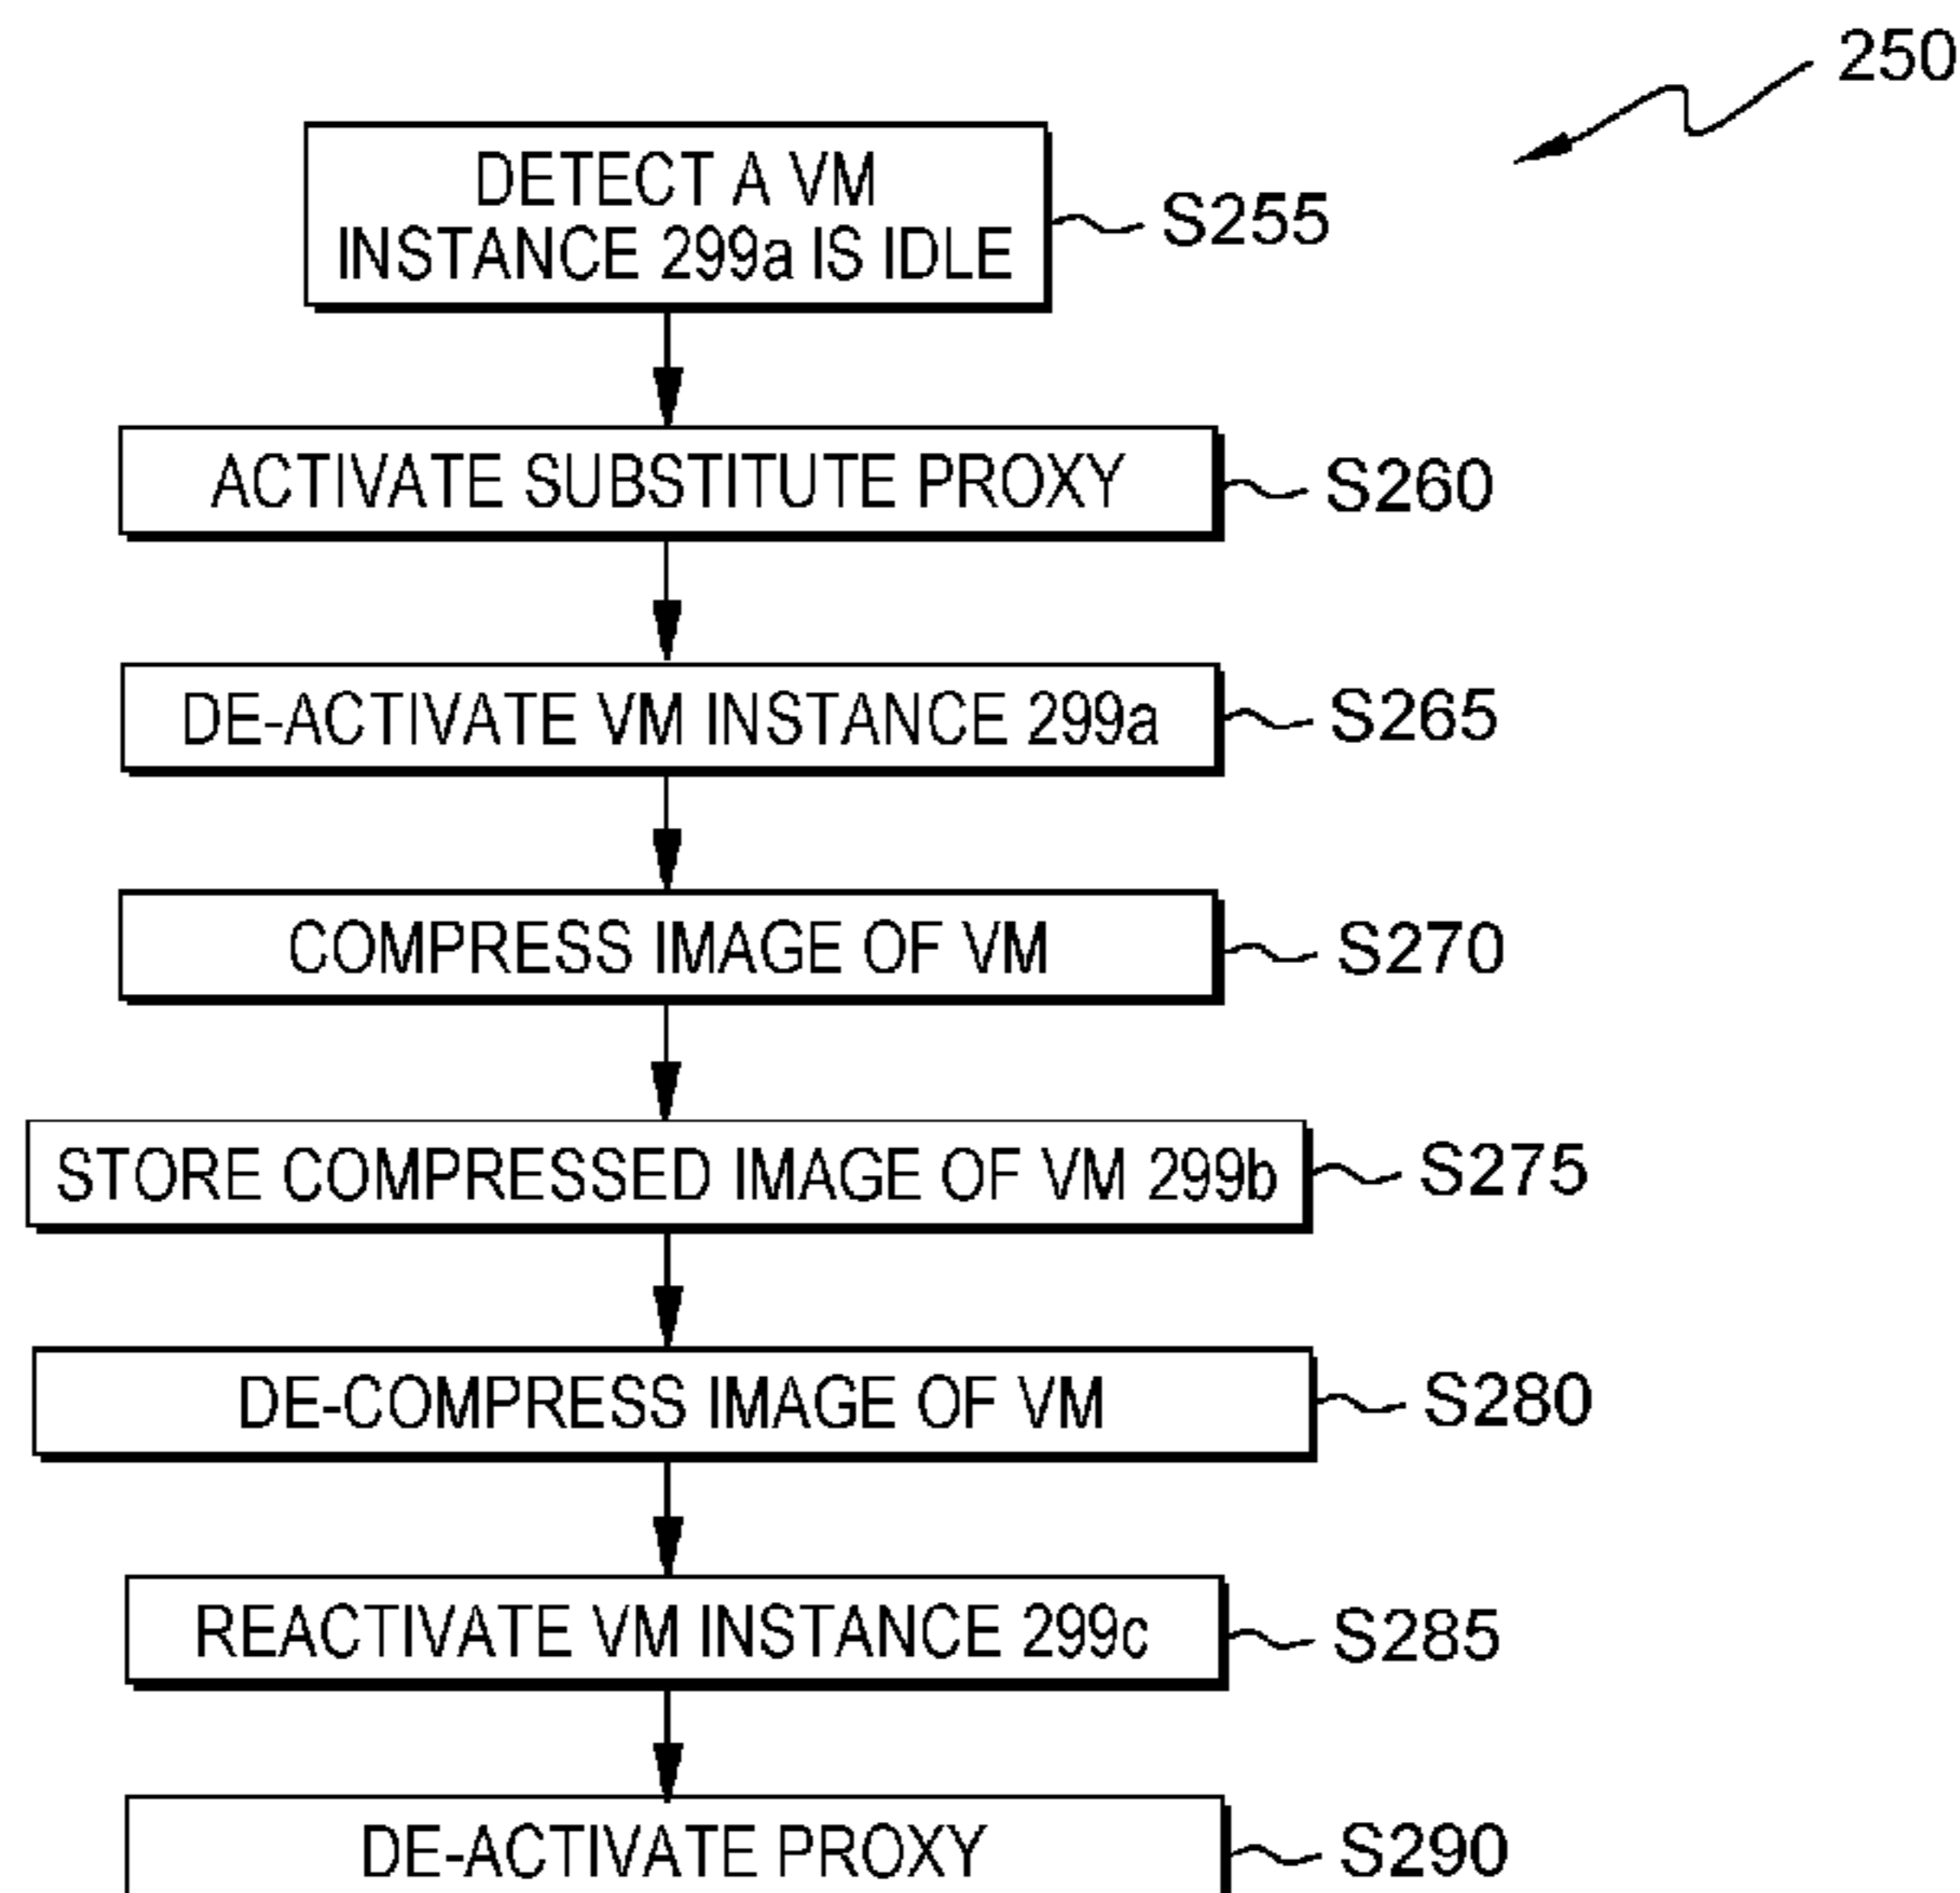 250
DETECT A VM
INSTANCE 299a IS IDLE
S255
ACTIVATE SUBSTITUTE PROXY
S260
DE-ACTIVATE VM INSTANCE 299a
S265
COMPRESS IMAGE OF VM
S270
STORE COMPRESSED IMAGE OF VM 299b
S275
DE-COMPRESS IMAGE OF VM
S280
REACTIVATE VM INSTANCE 299c
S285
DE-ACTIVATE PROXY
S290